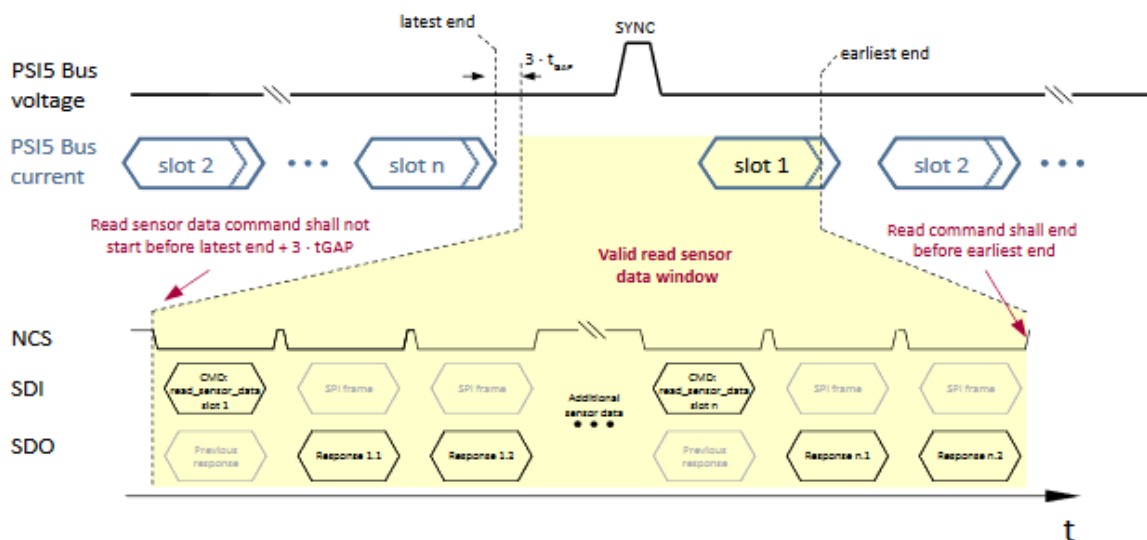 latest end
SYNC
3 · tGAP
earliest end
PSI5 Bus
voltage
PSI5 Bus
current
slot 2
slot n
slot 1
slot 2
Read sensor data command shall not
start before latest end + 3 · tGAP
Read command shall end
before earliest end
Valid read sensor
data window
NCS
SDI
CMD:
read_sensor_data
slot 1
SPI frame
SPI frame
Additional
sensor data
CMD:
read_sensor_data
slot n
SPI frame
SPI frame
SDO
Previous
response
Response 1.1
Response 1.2
Previous
response
Response n.1
Response n.2
t